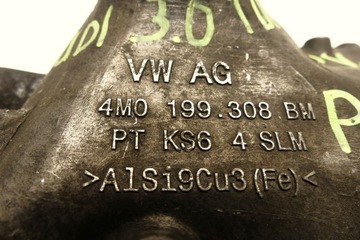 3.0
VW AG
4M0 199.308 BM
PT KS6 4 SLM
>AlSi9Cu3(Fe)<
P